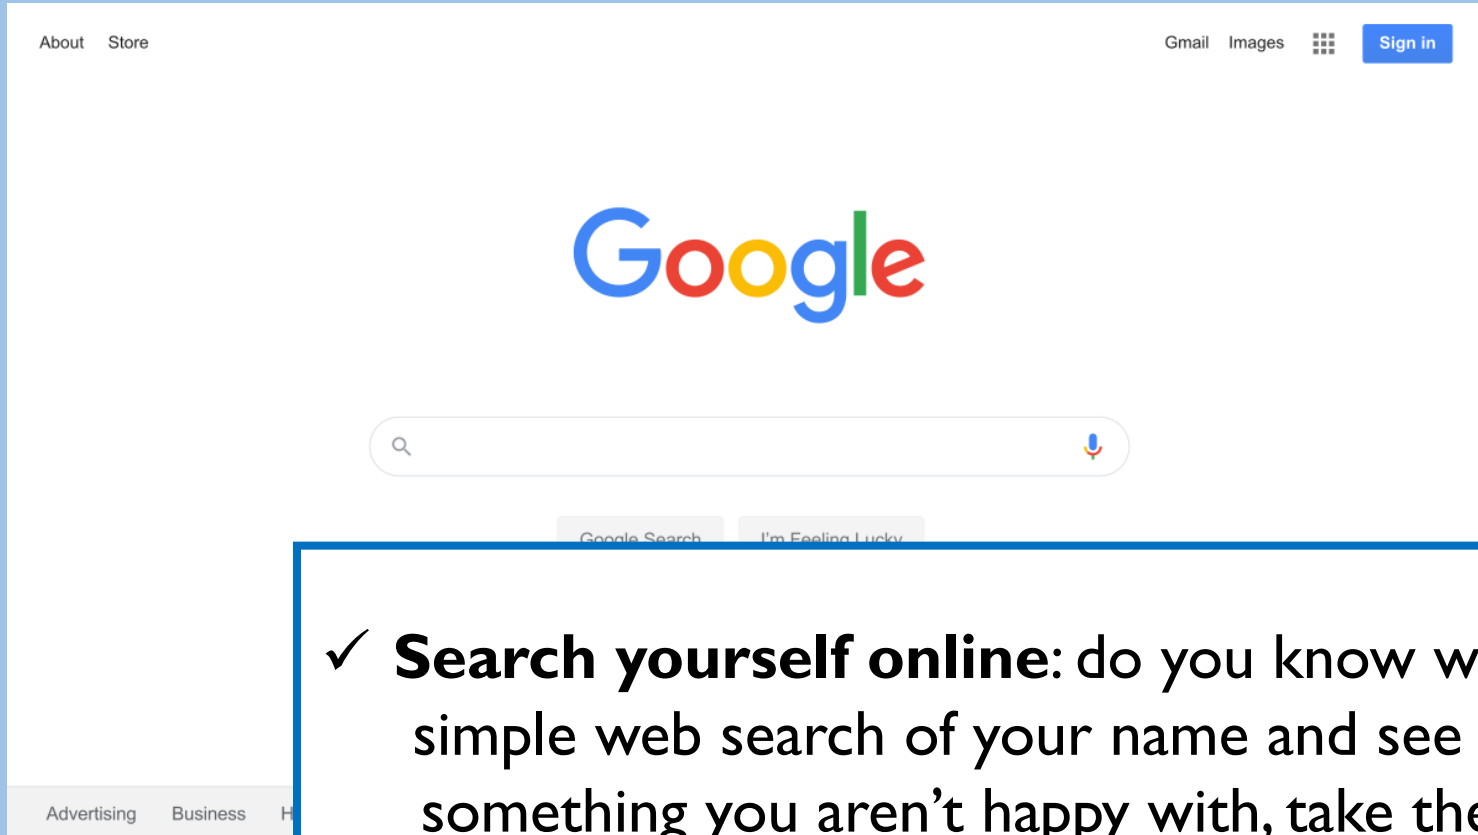 About Store Gmail Images Sign in
Google
Google Search I'm Feeling Lucky
✓ Search yourself online: do you know w
simple web search of your name and see
something you aren't happy with, take the
Advertising Business H